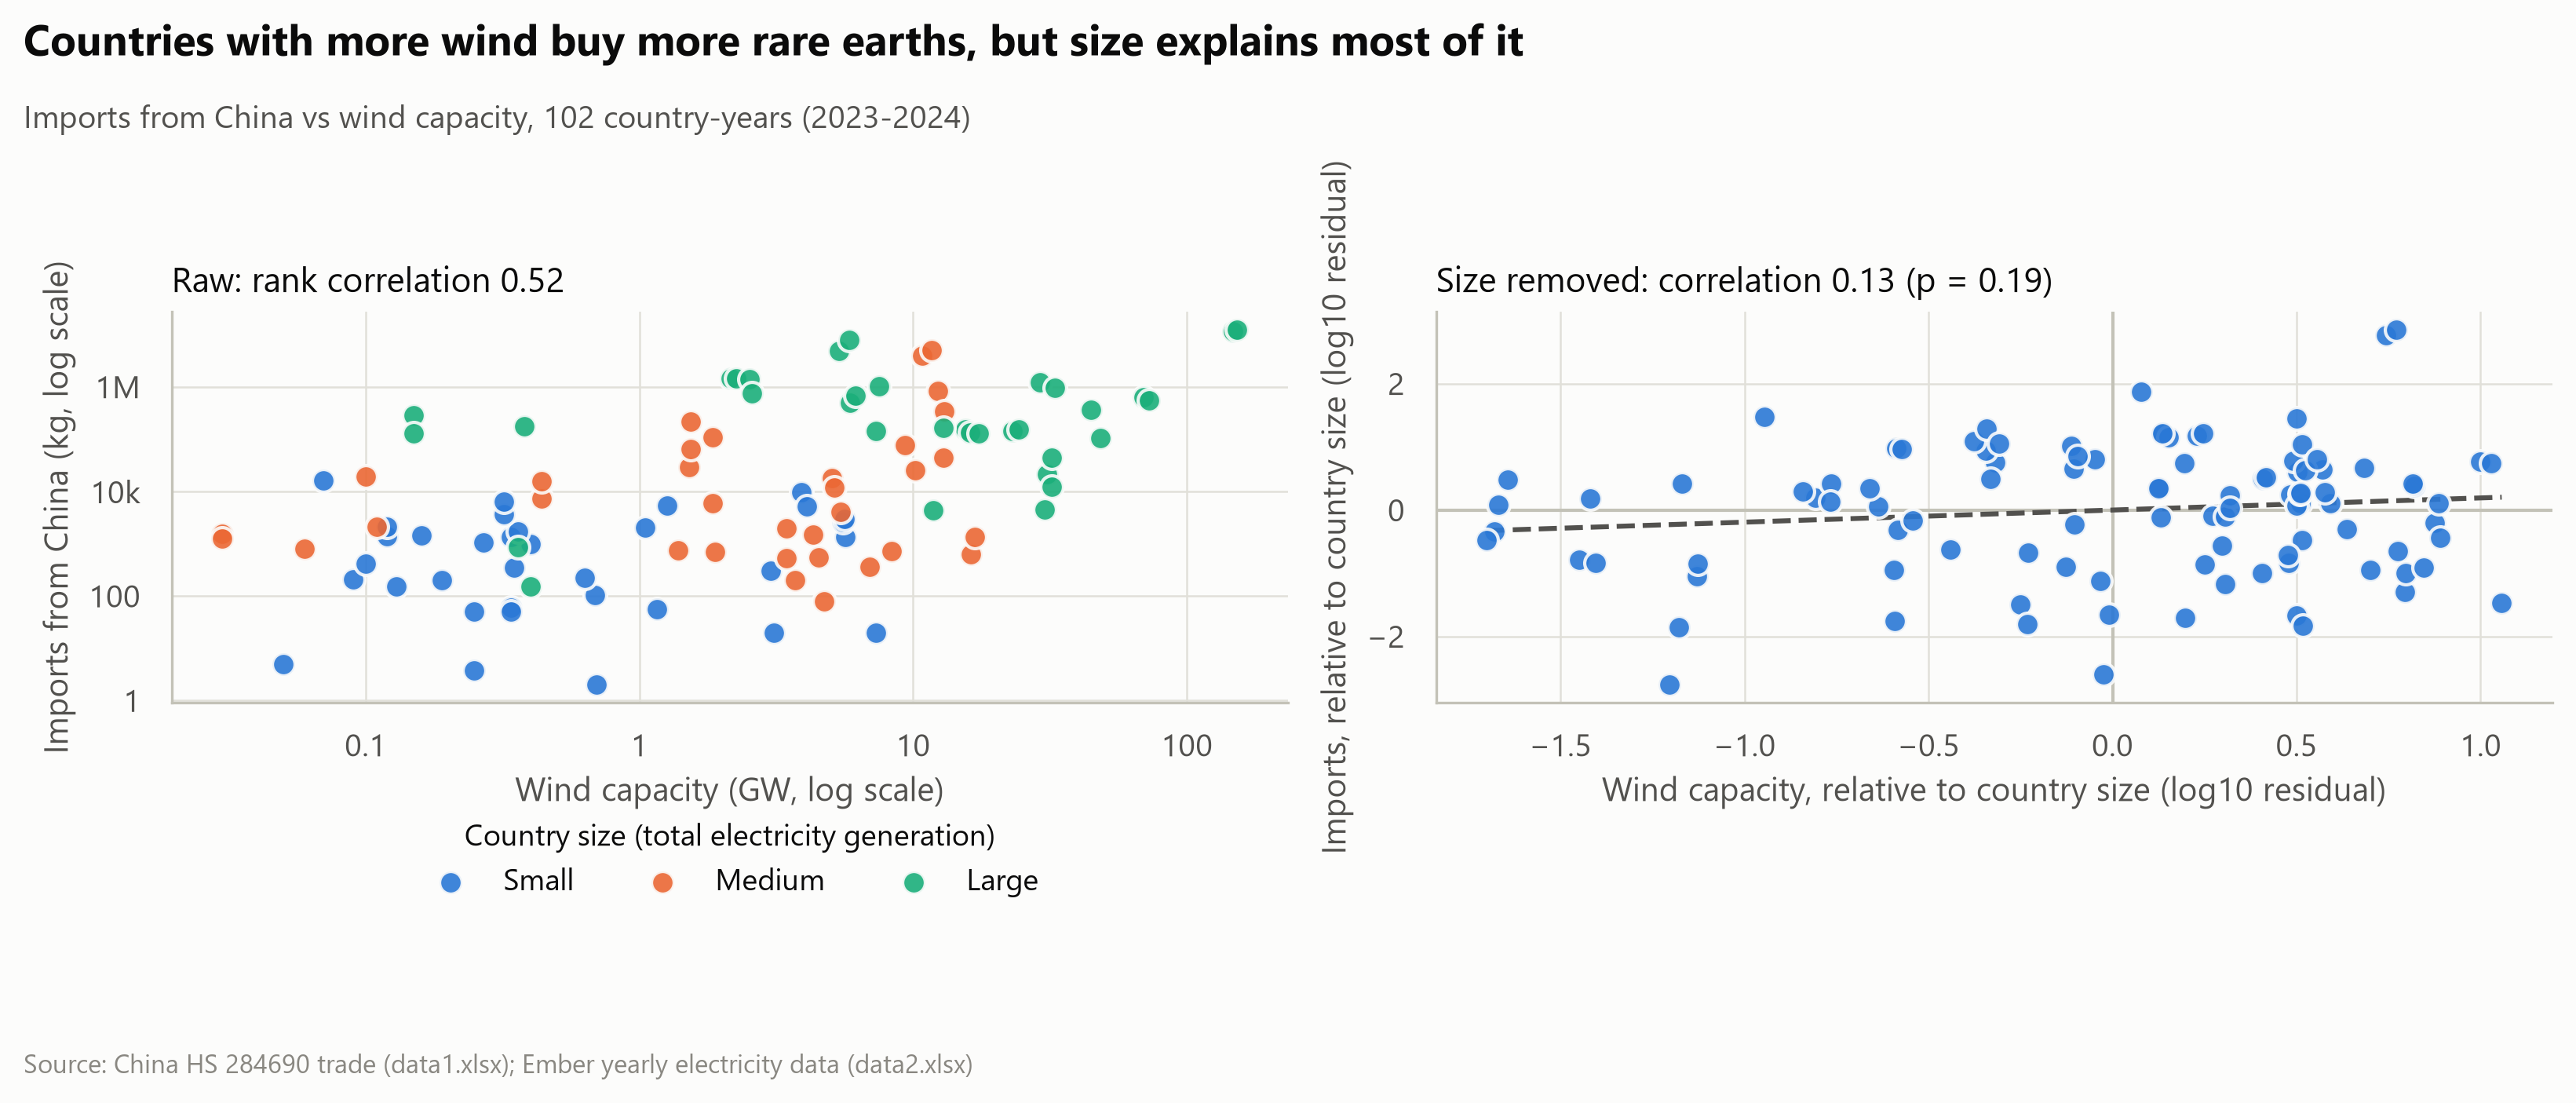 Countries with more wind buy more rare earths, but size explains most of it
Imports from China vs wind capacity, 102 country-years (2023-2024)
Raw: rank correlation 0.52
Imports from China (kg, log scale)
1M
10k
100
1
0.1
1
10
100
Wind capacity (GW, log scale)
Country size (total electricity generation)
Small
Medium
Large
Size removed: correlation 0.13 (p = 0.19)
Imports, relative to country size (log10 residual)
2
0
−2
−1.5
−1.0
−0.5
0.0
0.5
1.0
Wind capacity, relative to country size (log10 residual)
Source: China HS 284690 trade (data1.xlsx); Ember yearly electricity data (data2.xlsx)